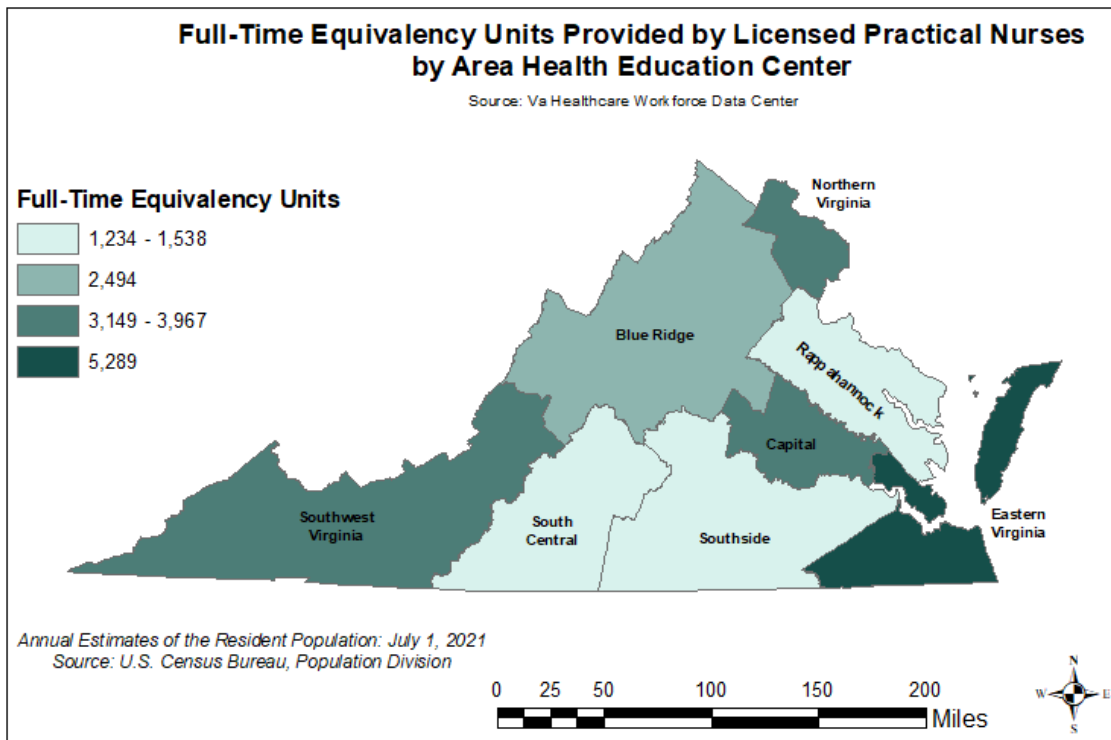 Full-Time Equivalency Units Provided by Licensed Practical Nurses
by Area Health Education Center
Source: Va Healthcare Workforce Data Center
Full-Time Equivalency Units
1,234 - 1,538
2,494
3,149 - 3,967
5,289
Northern
Virginia
Blue Ridge
Rappahannock
Capital
Southwest
Virginia
South
Central
Southside
Eastern
Virginia
Annual Estimates of the Resident Population: July 1, 2021
Source: U.S. Census Bureau, Population Division
0 25 50 100 150 200
Miles
N
W E
S